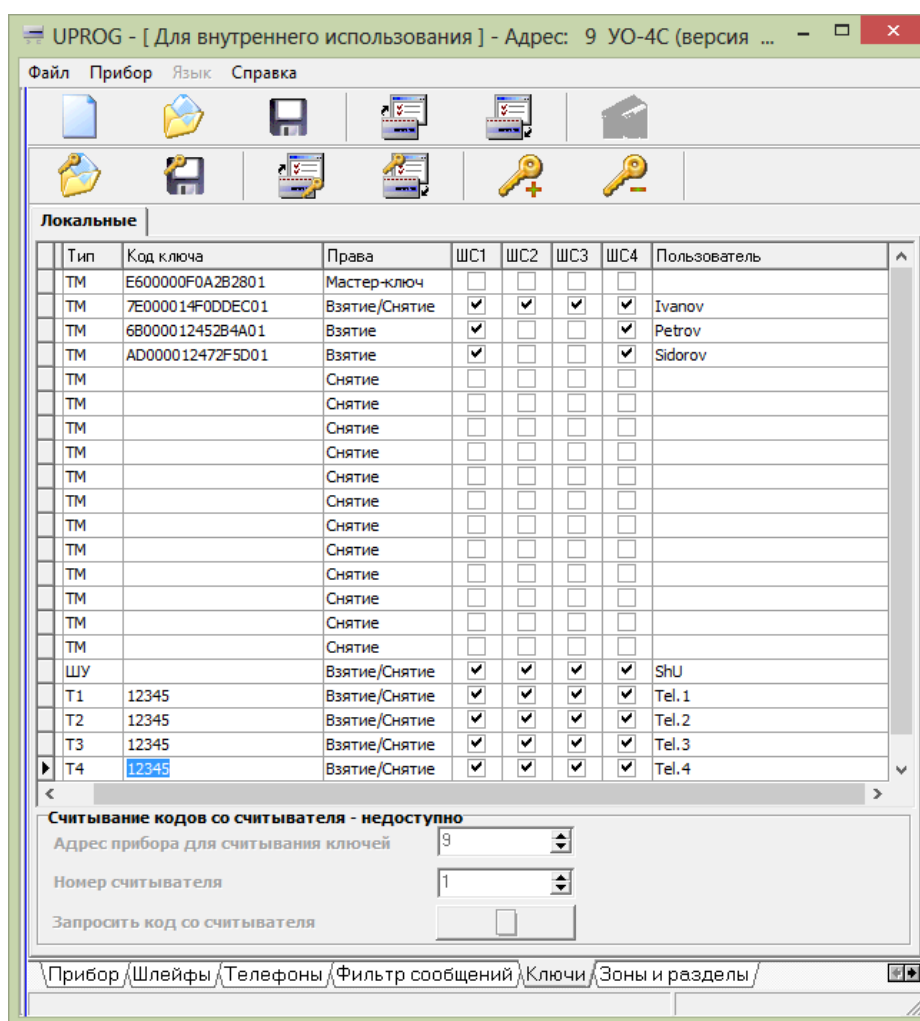 UPROG - [ Для внутреннего использования ] - Адрес: 9 УО-4С (версия ...
Файл Прибор Язык Справка
Локальные
Тип Код ключа Права ШС1 ШС2 ШС3 ШС4 Пользователь
ТМ E600000F0A2B2801 Мастер-ключ
ТМ 7E000014F0DDEC01 Взятие/Снятие Ivanov
ТМ 6B000012452B4A01 Взятие Petrov
ТМ AD000012472F5D01 Взятие Sidorov
ТМ Снятие
ТМ Снятие
ТМ Снятие
ТМ Снятие
ТМ Снятие
ТМ Снятие
ТМ Снятие
ТМ Снятие
ТМ Снятие
ТМ Снятие
ТМ Снятие
ТМ Снятие
ШУ Взятие/Снятие ShU
Т1 12345 Взятие/Снятие Tel.1
Т2 12345 Взятие/Снятие Tel.2
Т3 12345 Взятие/Снятие Tel.3
Т4 12345 Взятие/Снятие Tel.4
Считывание кодов со считывателя - недоступно
Адрес прибора для считывания ключей 9
Номер считывателя 1
Запросить код со считывателя
Прибор Шлейфы Телефоны Фильтр сообщений Ключи Зоны и разделы